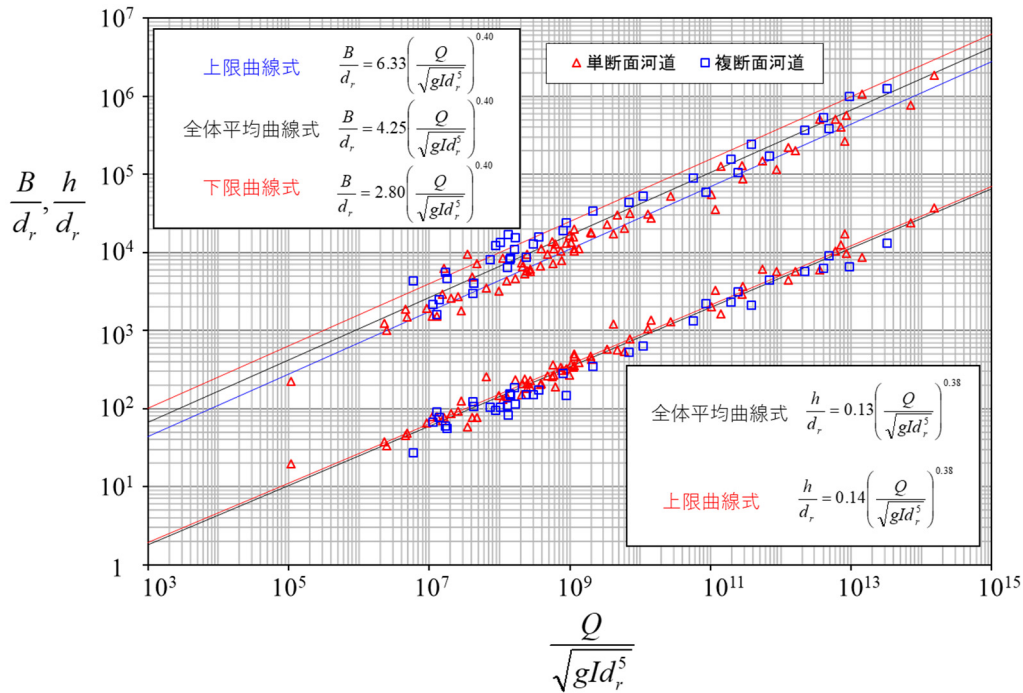 10^7
10^6
10^5
10^4
10^3
10^2
10^1
1
B/d_r, h/d_r
上限曲線式 B/d_r = 6.33 (Q/√(gId_r^5))^0.40
全体平均曲線式 B/d_r = 4.25 (Q/√(gId_r^5))^0.40
下限曲線式 B/d_r = 2.80 (Q/√(gId_r^5))^0.40
△ 単断面河道 □ 複断面河道
全体平均曲線式 h/d_r = 0.13 (Q/√(gId_r^5))^0.38
上限曲線式 h/d_r = 0.14 (Q/√(gId_r^5))^0.38
10^3 10^5 10^7 10^9 10^11 10^13 10^15
Q/√(gId_r^5)